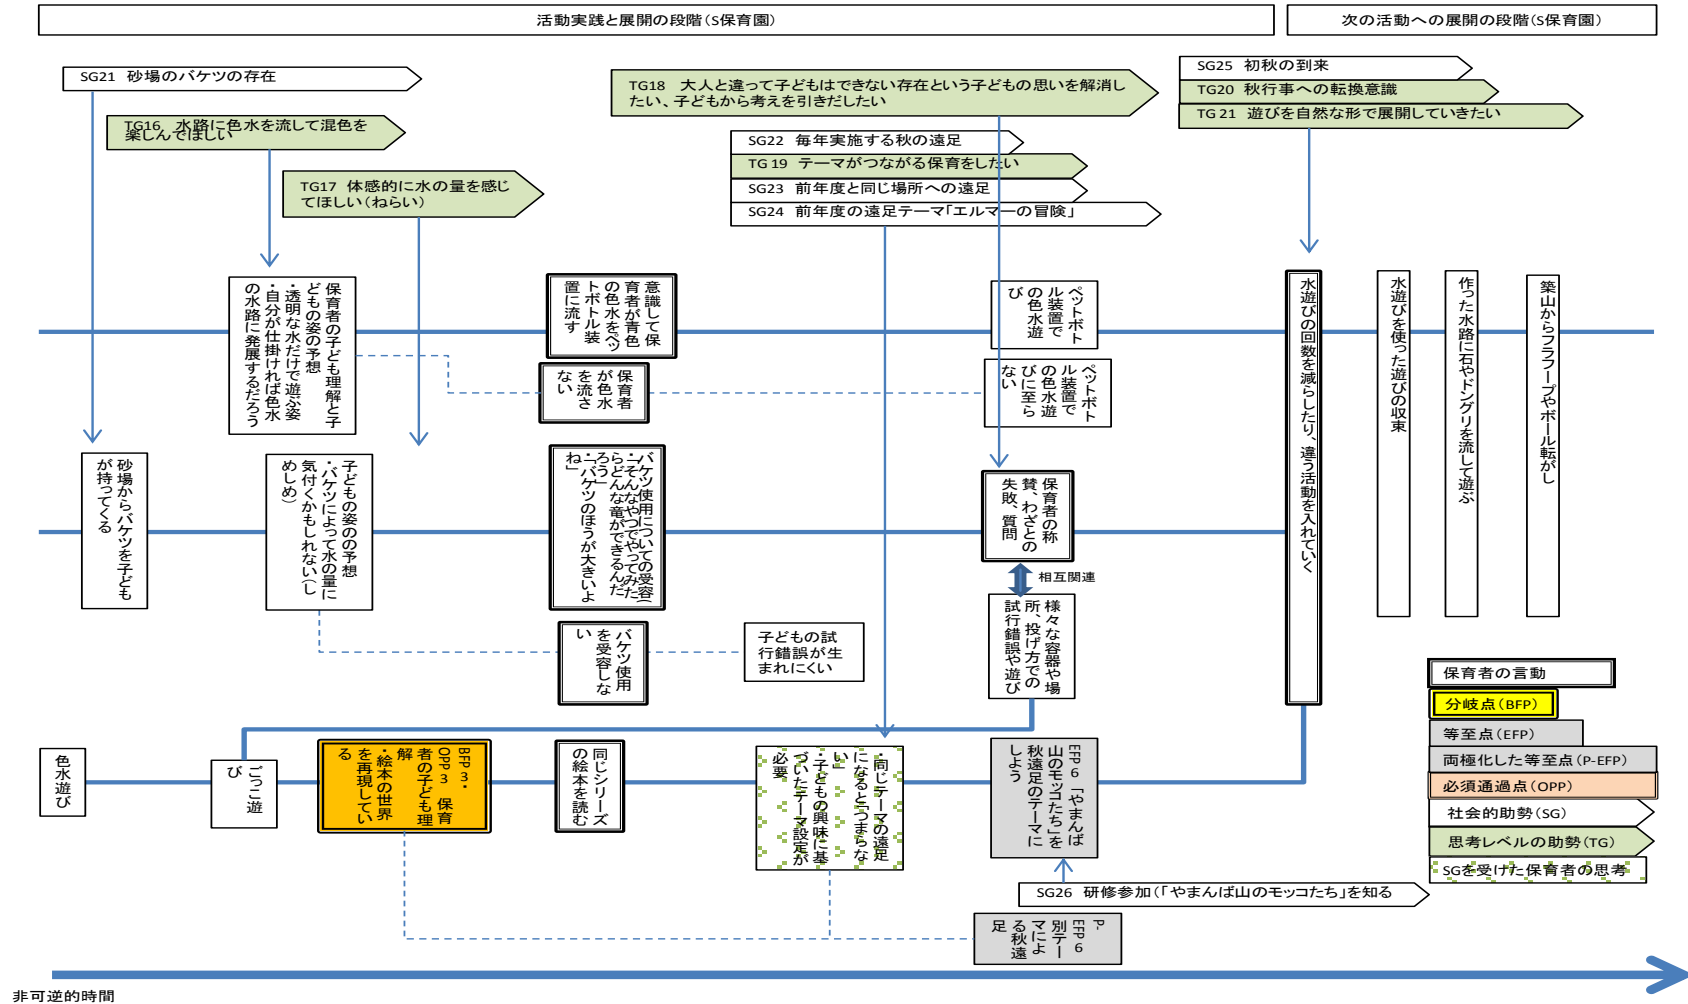 活動実践と展開の段階(S保育園)
次の活動への展開の段階(S保育園)
SG21 砂場のバケツの存在
TG16 水路に色水を流して混色を
楽しんでほしい
TG17 体感的に水の量を感じ
てほしい(ねらい)
TG18 大人と違って子どもはできない存在という子どもの思いを解消し
たい、子どもから考えを引きだしたい
SG22 毎年実施する秋の遠足
TG 19 テーマがつながる保育をしたい
SG23 前年度と同じ場所への遠足
SG24 前年度の遠足テーマ「エルマーの冒険」
SG25 初秋の到来
TG20 秋行事への転換意識
TG 21 遊びを自然な形で展開していきたい
保育者の子ども理解と子
どもの姿の予想
・透明な水だけで遊ぶ姿
・自分が仕掛ければ色水
の水路に発展するだろう
意識して保
育者が青色
の色水をペッ
トボトル装
置に流す
保育者
が色水
を流さ
ない
ペットボト
ル装置で
の色水遊
び
ペットボト
ル装置で
の色水遊
びに至ら
ない
水遊びの回数を減らしたり、違う活動を入れていく
水遊びを使った遊びの収束
作った水路に石やドングリを流して遊ぶ
築山からフラフープやボール転がし
砂場からバケツを子ども
が持ってくる
子どもの姿のの予想
・バケツによって水の量に
気付くかもしれない(し
めしめ)
バケツ使用についての受容(
・「そんなやつでやってみた
らどんな竜ができるんだ
ろう」
・「バケツのほうが大きいよ
ね」
バケツ使用
を受容しな
い
子どもの試
行錯誤が生
まれにくい
保育者の称
賛、わざとの
失敗、質問
相互関連
様々な容器や場
所、投げ方での
試行錯誤や遊び
色水遊び
ごっこ遊
び
BFP3・
OPP3 保育
者の子ども理
解
・絵本の世界
を再現してい
る
同じシリーズ
の絵本を読む
・同じテーマの遠足
になると「つまらな
い」
・子どもの興味に基
づいたテーマ設定が
必要
EFP6「やまんば
山のモッコたち」を
秋遠足のテーマに
しよう
SG26 研修参加(「やまんば山のモッコたち」を知る
P-
EFP6
別テー
マによ
る秋遠
足
保育者の言動
分岐点(BFP)
等至点(EFP)
両極化した等至点(P-EFP)
必須通過点(OPP)
社会的助勢(SG)
思考レベルの助勢(TG)
SGを受けた保育者の思考
非可逆的時間